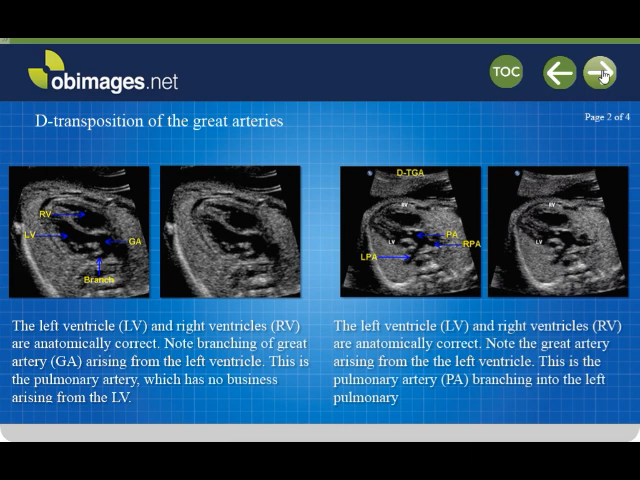 obimages.net
TOC
D-transposition of the great arteries
Page 2 of 4
RV
LV
GA
Branch
D-TGA
RV
LV
PA
RPA
LPA
RV
LV
The left ventricle (LV) and right ventricles (RV)
are anatomically correct. Note branching of great
artery (GA) arising from the left ventricle. This is
the pulmonary artery, which has no business
arising from the LV.
The left ventricle (LV) and right ventricles (RV)
are anatomically correct. Note the great artery
arising from the the left ventricle. This is the
pulmonary artery (PA) branching into the left
pulmonary